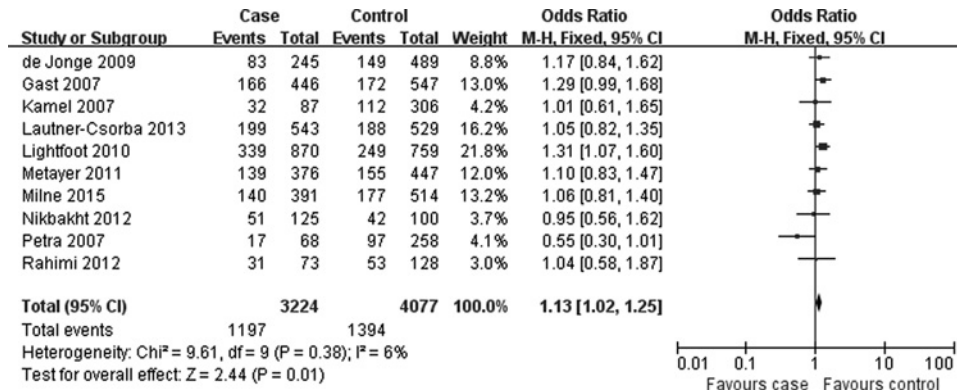 Case Control Odds Ratio Odds Ratio
Study or Subgroup Events Total Events Total Weight M-H, Fixed, 95% CI M-H, Fixed, 95% CI
de Jonge 2009 83 245 149 489 8.8% 1.17 [0.84, 1.62]
Gast 2007 166 446 172 547 13.0% 1.29 [0.99, 1.68]
Kamel 2007 32 87 112 306 4.2% 1.01 [0.61, 1.65]
Lautner-Csorba 2013 199 543 188 529 16.2% 1.05 [0.82, 1.35]
Lightfoot 2010 339 870 249 759 21.8% 1.31 [1.07, 1.60]
Metayer 2011 139 376 155 447 12.0% 1.10 [0.83, 1.47]
Milne 2015 140 391 177 514 13.2% 1.06 [0.81, 1.40]
Nikbakht 2012 51 125 42 100 3.7% 0.95 [0.56, 1.62]
Petra 2007 17 68 97 258 4.1% 0.55 [0.30, 1.01]
Rahimi 2012 31 73 53 128 3.0% 1.04 [0.58, 1.87]
Total (95% CI) 3224 4077 100.0% 1.13 [1.02, 1.25]
Total events 1197 1394
Heterogeneity: Chi² = 9.61, df = 9 (P = 0.38); I² = 6%
Test for overall effect: Z = 2.44 (P = 0.01)
0.01 0.1 1 10 100
Favours case Favours control